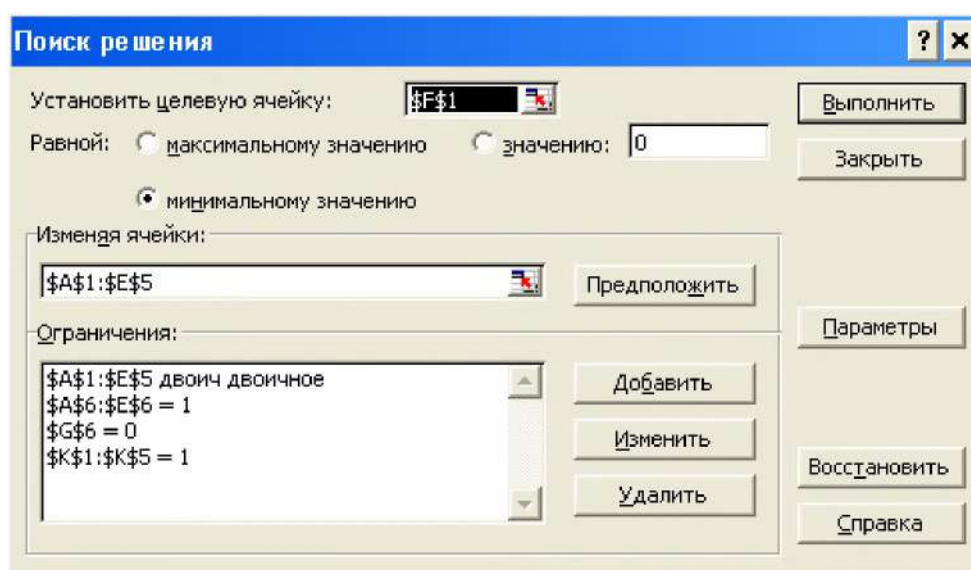 Поиск решения ? ×
Установить целевую ячейку: $F$1 Выполнить
Равной: максимальному значению значению: 0
Закрыть
минимальному значению
Изменяя ячейки:
$A$1:$E$5 Предположить
Параметры
Ограничения:
$A$1:$E$5 двоич двоичное Добавить
$A$6:$E$6 = 1
$G$6 = 0 Изменить
$K$1:$K$5 = 1
Восстановить
Удалить
Справка